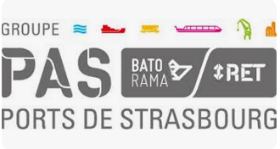 GROUPE
PAS BATO RAMA / RET
PORTS DE STRASBOURG